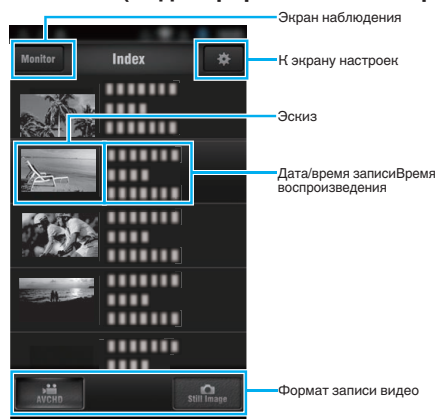 Экран наблюдения
Monitor
Index
К экрану настроек
Эскиз
Дата/время записиВремя
воспроизведения
AVCHD
Still Image
Формат записи видео